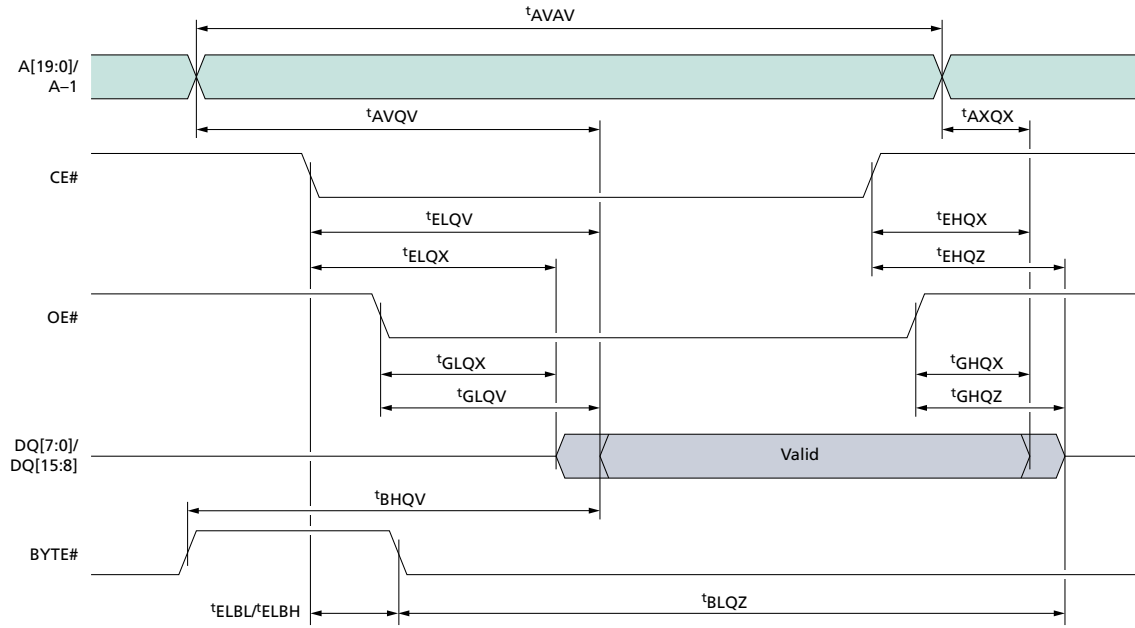 tAVAV
A[19:0]/
A–1
tAVQV
tAXQX
CE#
tELQV
tEHQX
tELQX
tEHQZ
OE#
tGLQX
tGHQX
tGLQV
tGHQZ
DQ[7:0]/
DQ[15:8]
Valid
tBHQV
BYTE#
tELBL/tELBH
tBLQZ